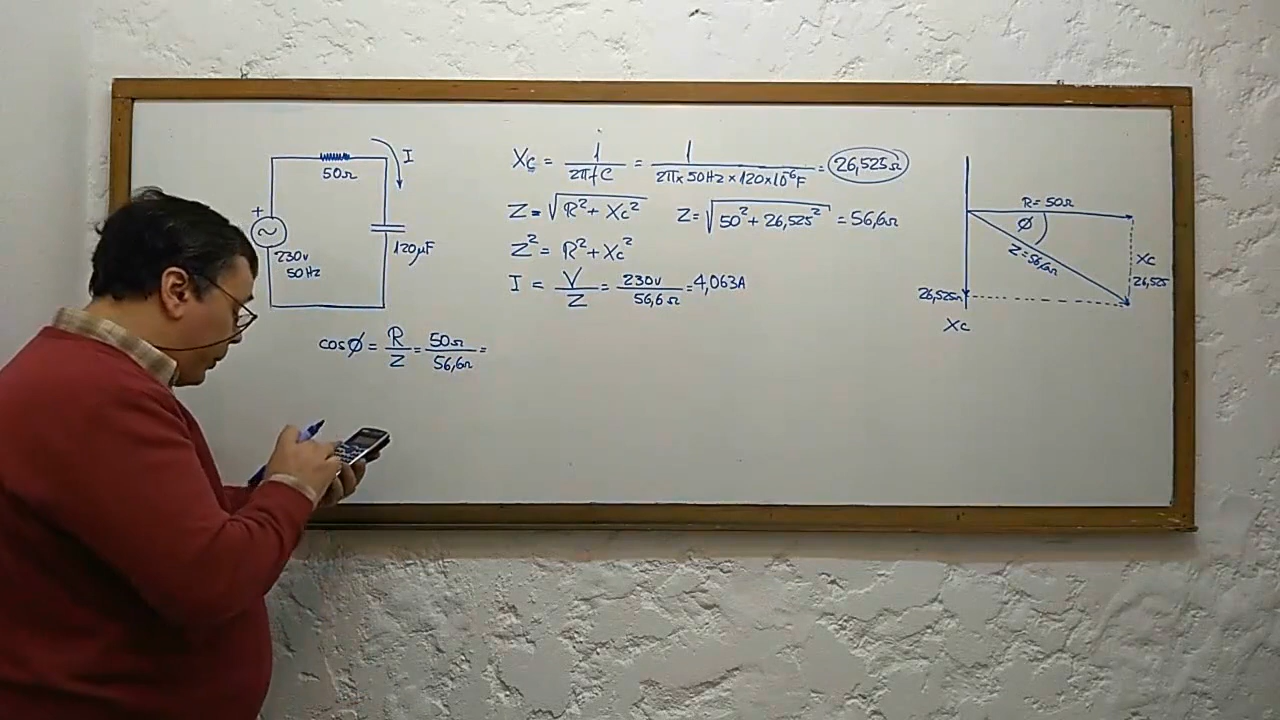 50Ω
I
+
230v
50Hz
120μF
Xc = 1/2πfC = 1/2π×50Hz×120×10⁻⁶F = 26,525Ω
Z = √R²+Xc² Z = √50²+26,525² = 56,6Ω
Z² = R²+Xc²
I = V/Z = 230v/56,6Ω = 4,063A
cosϕ = R/Z = 50Ω/56,6Ω =
R=50Ω
ϕ
Z=56,6Ω
Xc
26,525
26,525Ω
Xc